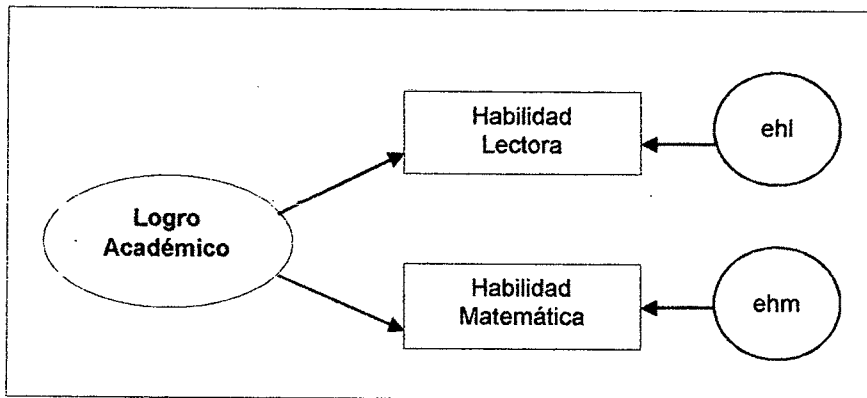 Habilidad
Lectora
ehl
Logro
Académico
Habilidad
Matemática
ehm